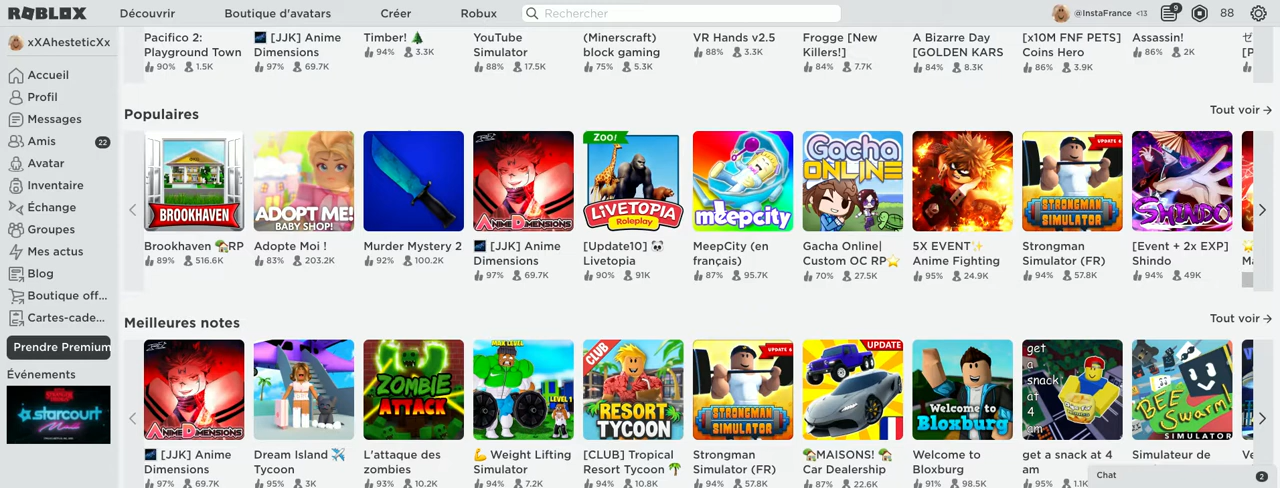 ROBLOX Découvrir Boutique d'avatars Créer Robux Rechercher @InstaFrance <13 9 88
xXAhesteticXx
Accueil
Profil
Messages
Amis 22
Avatar
Inventaire
Échange
Groupes
Mes actus
Blog
Boutique off...
Cartes-cade...
Prendre Premium
Événements
starcourt
Pacifico 2:
Playground Town
90% 1.5K
[JJK] Anime
Dimensions
97% 69.7K
Timber!
94% 3.3K
YouTube
Simulator
88% 17.5K
(Minerscraft)
block gaming
75% 5.3K
VR Hands v2.5
88% 3.3K
Frogge [New
Killers!]
84% 7.7K
A Bizarre Day
[GOLDEN KARS
84% 8.3K
[x10M FNF PETS]
Coins Hero
86% 3.9K
Assassin!
86% 2K
Populaires
Tout voir →
BROOKHAVEN
Brookhaven RP
89% 516.6K
ADOPT ME!
BABY SHOP!
Adopte Moi !
83% 203.2K
Murder Mystery 2
92% 100.2K
ANIME DIMENSIONS
[JJK] Anime
Dimensions
97% 69.7K
ZOO!
LIVETOPIA
Roleplay
[Update10]
Livetopia
90% 91K
meepcity
MeepCity (en
français)
87% 95.7K
Gacha
ONLINE
Gacha Online|
Custom OC RP
70% 27.5K
5X EVENT
Anime Fighting
95% 24.9K
UPDATE 6
STRONGMAN
SIMULATOR
Strongman
Simulator (FR)
94% 57.8K
SHINDO
[Event + 2x EXP]
Shindo
94% 49K
Meilleures notes
Tout voir →
ANIME DIMENSIONS
[JJK] Anime
Dimensions
97% 69.7K
Dream Island
Tycoon
95% 3K
ZOMBIE
ATTACK
L'attaque des
zombies
93% 10.2K
MAX LEVEL
LEVEL 1
Weight Lifting
Simulator
94% 7.2K
CLUB
RESORT
TYCOON
[CLUB] Tropical
Resort Tycoon
94% 10.8K
UPDATE 6
STRONGMAN
SIMULATOR
Strongman
Simulator (FR)
94% 57.8K
UPDATE
MAISONS!
Car Dealership
87% 22.6K
Welcome to
Bloxburg
Welcome to
Bloxburg
91% 98.5K
get
a
snack
at
4
am
get a snack at 4
am
95% 1.1K
BEE
Swarm!
SIMULATOR
Simulateur de
Chat 2